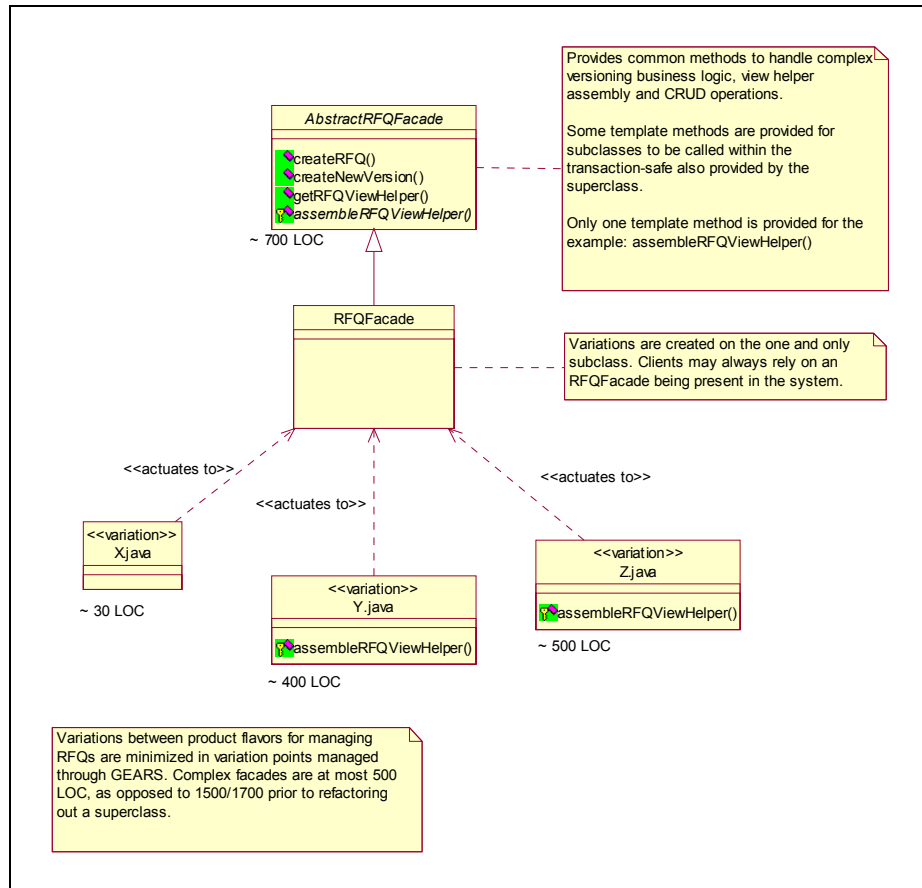 Provides common methods to handle complex
versioning business logic, view helper
assembly and CRUD operations.
Some template methods are provided for
subclasses to be called within the
transaction-safe also provided by the
superclass.
Only one template method is provided for the
example: assembleRFQViewHelper()
AbstractRFQFacade
createRFQ()
createNewVersion()
getRFQViewHelper()
assembleRFQViewHelper()
~ 700 LOC
RFQFacade
Variations are created on the one and only
subclass. Clients may always rely on an
RFQFacade being present in the system.
<<actuates to>>
<<actuates to>>
<<actuates to>>
<<variation>>
X.java
~ 30 LOC
<<variation>>
Y.java
assembleRFQViewHelper()
~ 400 LOC
<<variation>>
Z.java
assembleRFQViewHelper()
~ 500 LOC
Variations between product flavors for managing
RFQs are minimized in variation points managed
through GEARS. Complex facades are at most 500
LOC, as opposed to 1500/1700 prior to refactoring
out a superclass.